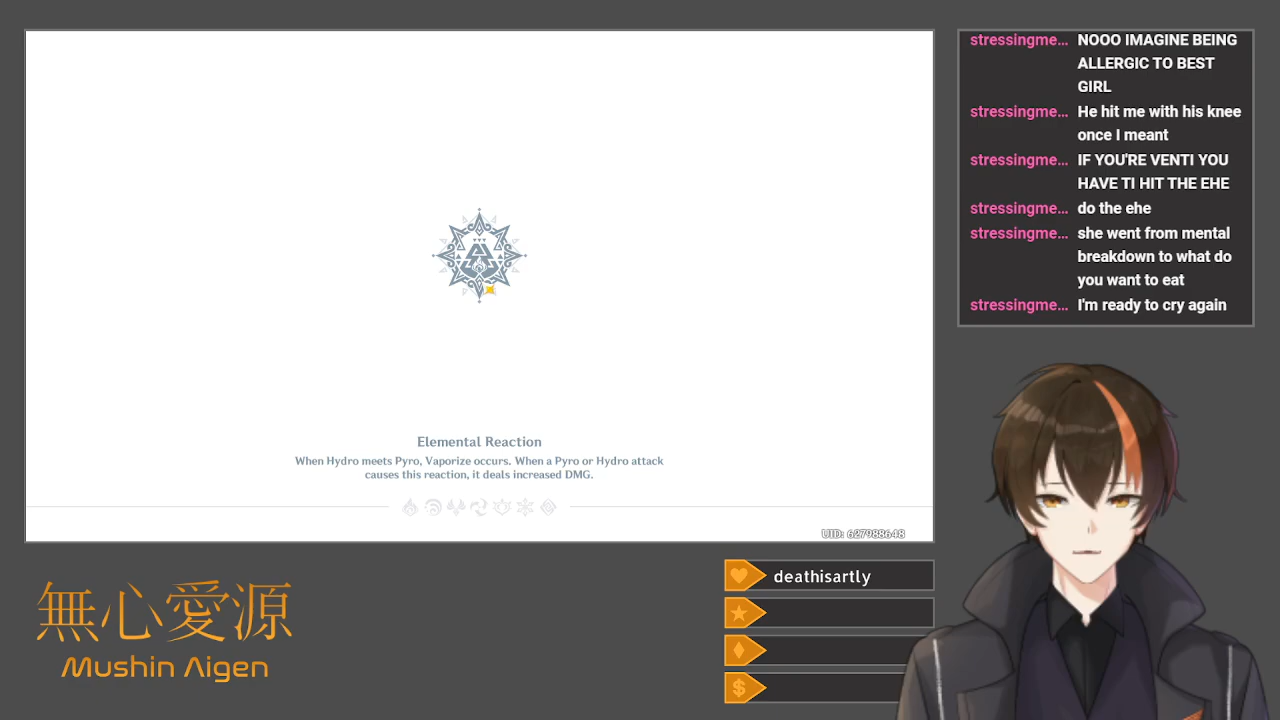 stressingme... NOOO IMAGINE BEING
ALLERGIC TO BEST
GIRL
stressingme... He hit me with his knee
once I meant
stressingme... IF YOU'RE VENTI YOU
HAVE TI HIT THE EHE
stressingme... do the ehe
stressingme... she went from mental
breakdown to what do
you want to eat
stressingme... I'm ready to cry again
Elemental Reaction
When Hydro meets Pyro, Vaporize occurs. When a Pyro or Hydro attack
causes this reaction, it deals increased DMG.
UID: 627988648
deathisartly
無心愛源
Mushin Aigen